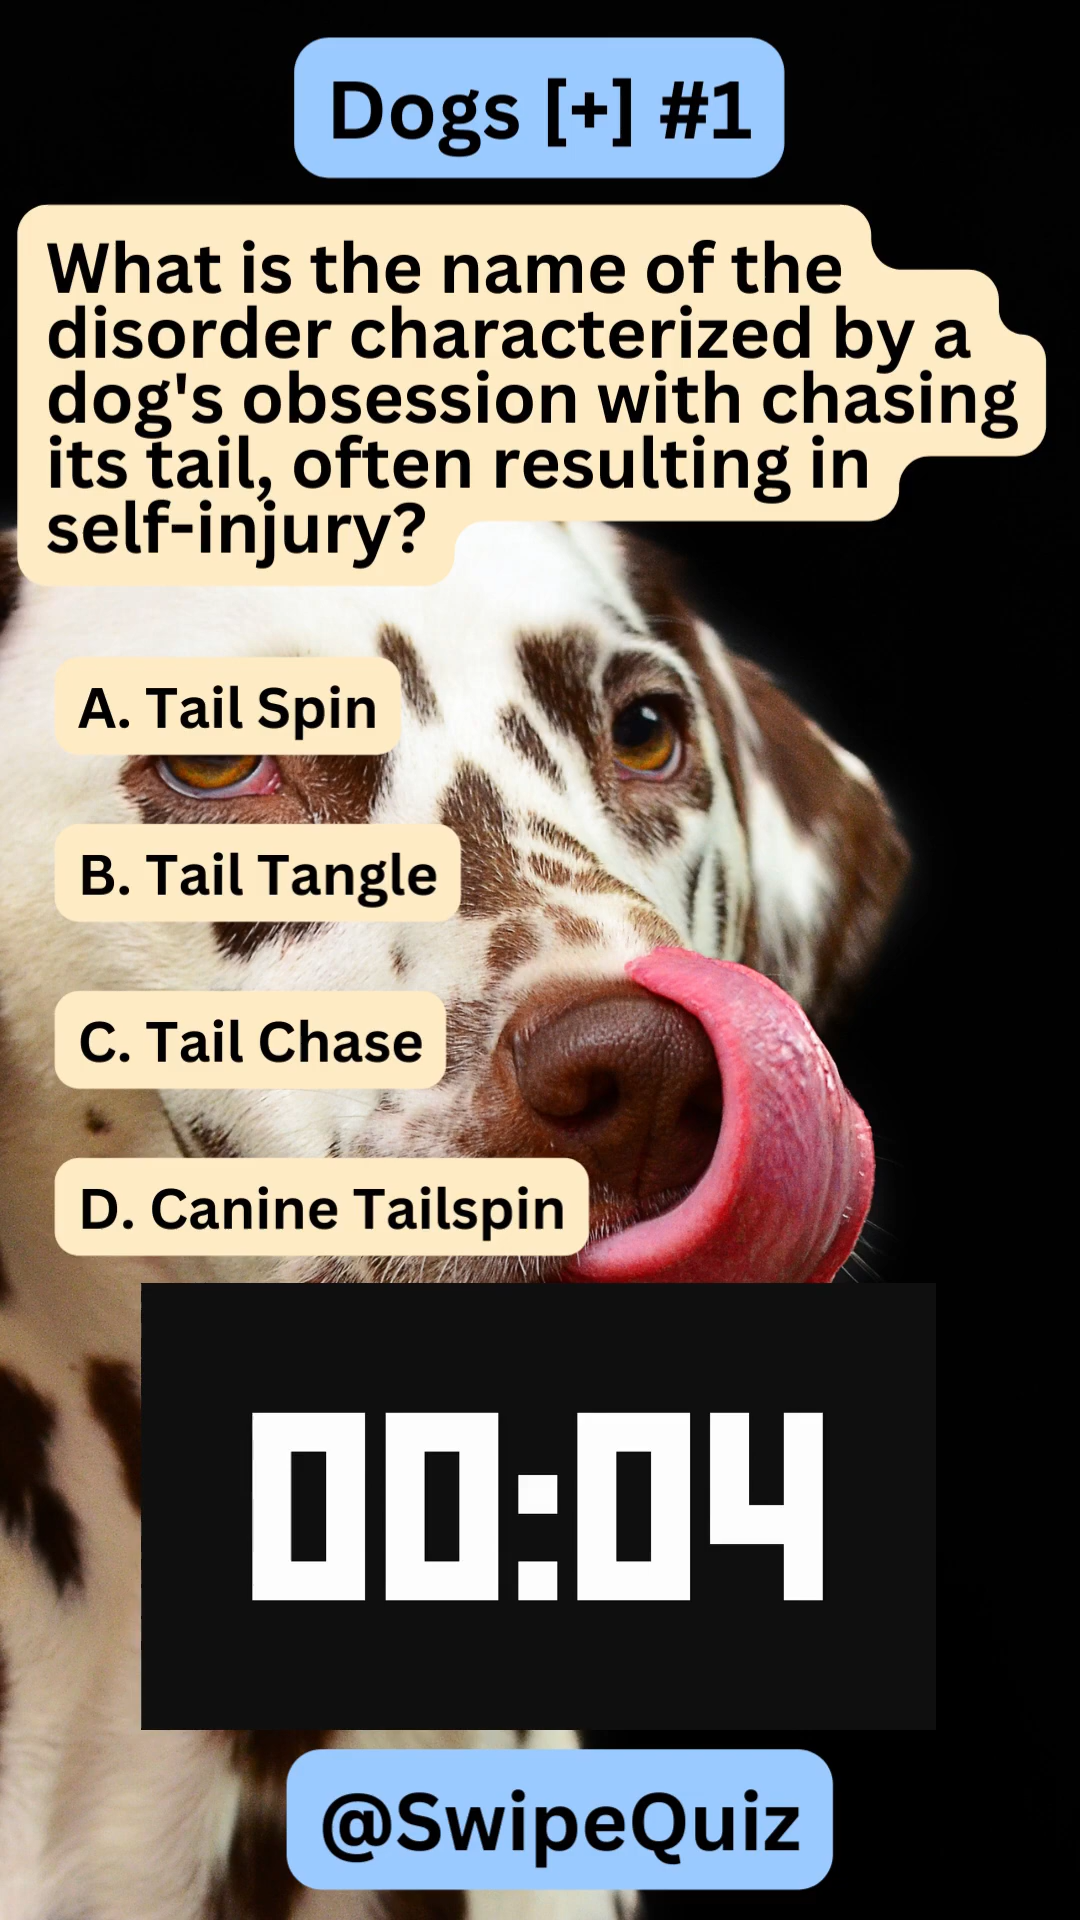 Dogs [+] #1
What is the name of the
disorder characterized by a
dog's obsession with chasing
its tail, often resulting in
self-injury?
A. Tail Spin
B. Tail Tangle
C. Tail Chase
D. Canine Tailspin
00:04
@SwipeQuiz